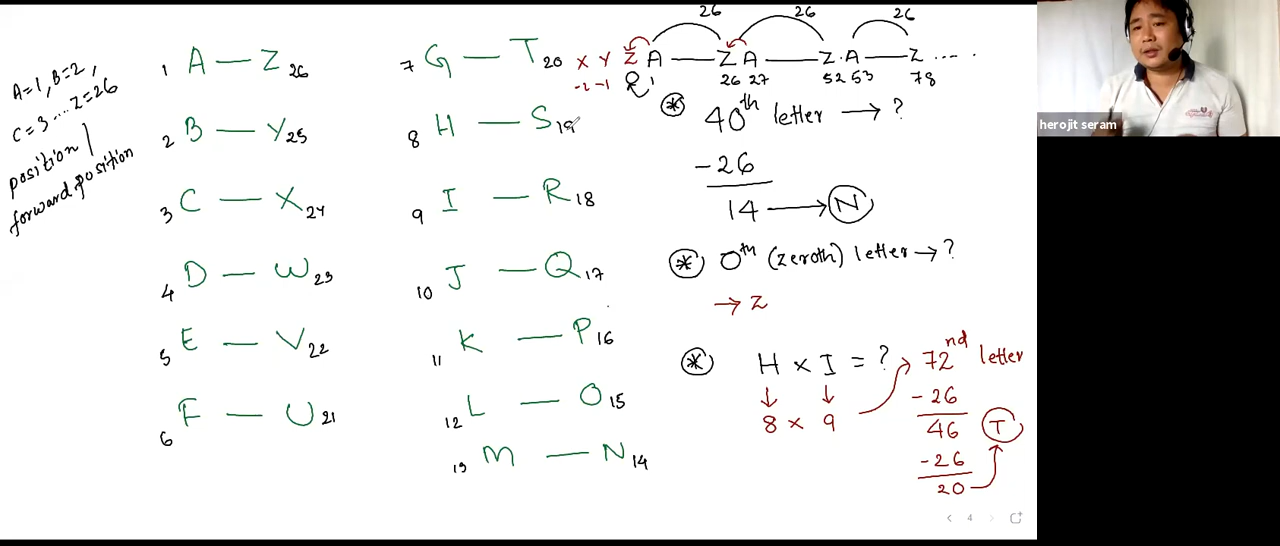 A=1, B=2,
C=3 .... Z=26
position /
forward position
1 A — Z 26
2 B — Y 25
3 C — X 24
4 D — W 23
5 E — V 22
6 F — U 21
7 G — T 20
8 H — S 19
9 I — R 18
10 J — Q 17
11 K — P 16
12 L — O 15
13 M — N 14
26 26 26
X Y Z A — Z A — Z.A — Z ....
-2 -1 1 26 27 52 53 78
* 40th letter → ?
-26
14 → N
* 0th (zeroth) letter → ?
→ Z
* H x I = ? 72nd letter
8 x 9
-26
46 T
-26
20
herojit seram
4